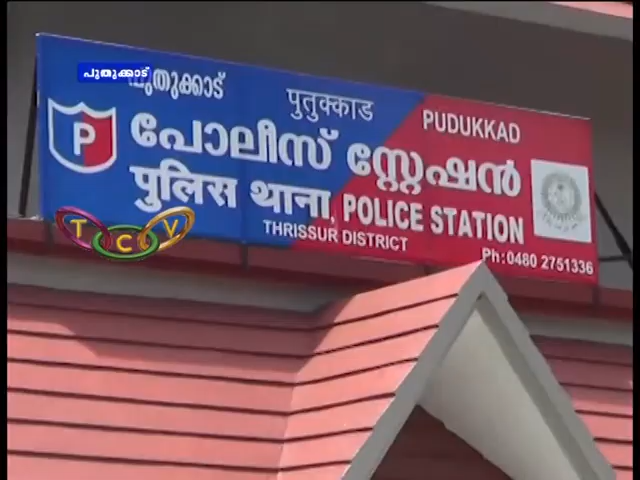 പുതുക്കാട്
പുതുക്കാട്
पुतुक्काड
PUDUKKAD
P
പോലീസ് സ്റ്റേഷൻ
पुलिस थाना, POLICE STATION
THRISSUR DISTRICT
Ph:0480 2751336
TCV